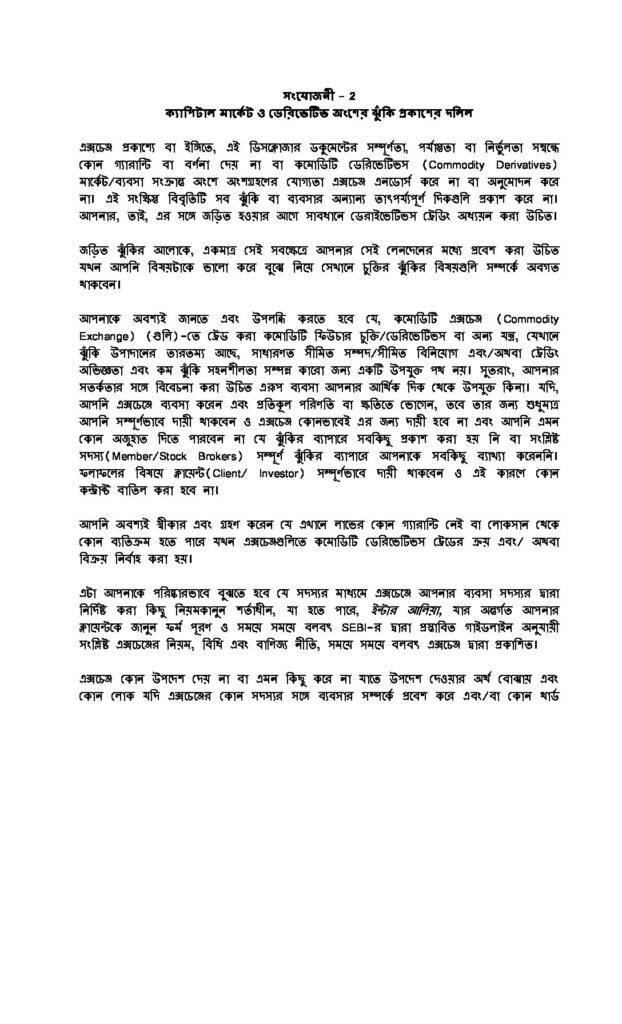 সংযোজনী – 2
ক্যাপিটাল মার্কেট ও ডেরিভেটিভ অংশের ঝুঁকি প্রকাশের দলিল
এক্সচেঞ্জ প্রকাশ্যে বা ইঙ্গিতে, এই ডিসক্লোজার ডকুমেন্টের সম্পূর্ণতা, পর্যাপ্ততা বা নির্ভুলতা সম্বন্ধে
কোন গ্যারান্টি বা বর্ণনা দেয় না বা কমোডিটি ডেরিভেটিভস (Commodity Derivatives)
মার্কেট/ব্যবসা সংক্রান্ত অংশে অংশগ্রহণের যোগ্যতা এক্সচেঞ্জ এনডোর্স করে না বা অনুমোদন করে
না। এই সংক্ষিপ্ত বিবৃতিটি সব ঝুঁকি বা ব্যবসার অন্যান্য তাৎপর্যপূর্ণ দিকগুলি প্রকাশ করে না।
আপনার, তাই, এর সঙ্গে জড়িত হওয়ার আগে সাবধানে ডেরাইভেটিভস ট্রেডিং অধ্যয়ন করা উচিত।
জড়িত ঝুঁকির আলোকে, একমাত্র সেই সবক্ষেত্রে আপনার সেই লেনদেনের মধ্যে প্রবেশ করা উচিত
যখন আপনি বিষয়টাকে ভালো করে বুঝে নিয়ে সেখানে চুক্তির ঝুঁকির বিষয়গুলি সম্পর্কে অবগত
থাকবেন।
আপনাকে অবশ্যই জানতে এবং উপলব্ধি করতে হবে যে, কমোডিটি এক্সচেঞ্জ (Commodity
Exchange) (গুলি)-তে ট্রেড করা কমোডিটি ফিউচার চুক্তি/ডেরিভেটিভস বা অন্য যন্ত্র, যেখানে
ঝুঁকি উপাদানের তারতম্য আছে, সাধারণত সীমিত সম্পদ/সীমিত বিনিয়োগ এবং/অথবা ট্রেডিং
অভিজ্ঞতা এবং কম ঝুঁকি সহনশীলতা সম্পন্ন কারো জন্য একটি উপযুক্ত পথ নয়। সুতরাং, আপনার
সতর্কতার সঙ্গে বিবেচনা করা উচিত এরূপ ব্যবসা আপনার আর্থিক দিক থেকে উপযুক্ত কিনা। যদি,
আপনি এক্সচেঞ্জে ব্যবসা করেন এবং প্রতিকূল পরিণতি বা ক্ষতিতে ভোগেন, তবে তার জন্য শুধুমাত্র
আপনি সম্পূর্ণভাবে দায়ী থাকবেন ও এক্সচেঞ্জ কোনভাবেই এর জন্য দায়ী হবে না এবং আপনি এমন
কোন অজুহাত দিতে পারবেন না যে ঝুঁকির ব্যাপারে সবকিছু প্রকাশ করা হয় নি বা সংশ্লিষ্ট
সদস্য(Member/Stock Brokers) সম্পূর্ণ ঝুঁকির ব্যাপারে আপনাকে সবকিছু ব্যাখ্যা করেননি।
ফলাফলের বিষয়ে ক্লায়েন্ট(Client/ Investor) সম্পূর্ণভাবে দায়ী থাকবেন ও এই কারণে কোন
কন্ট্রাক্ট বাতিল করা হবে না।
আপনি অবশ্যই স্বীকার এবং গ্রহণ করেন যে এখানে লাভের কোন গ্যারান্টি নেই বা লোকসান থেকে
কোন ব্যতিক্রম হতে পারে যখন এক্সচেঞ্জগুলিতে কমোডিটি ডেরিভেটিভস ট্রেডের ক্রয় এবং/ অথবা
বিক্রয় নির্বাহ করা হয়।
এটা আপনাকে পরিষ্কারভাবে বুঝতে হবে যে সদস্যর মাধ্যমে এক্সচেঞ্জে আপনার ব্যবসা সদস্যর দ্বারা
নির্দিষ্ট করা কিছু নিয়মকানুন শর্তাধীন, যা হতে পারে, ইন্টার আলিয়া, যার অন্তর্গত আপনার
ক্লায়েন্টকে জানুন ফর্ম পূরণ ও সময়ে সময়ে বলবৎ SEBI-র দ্বারা প্রস্তাবিত গাইডলাইন অনুযায়ী
সংশ্লিষ্ট এক্সচেঞ্জের নিয়ম, বিধি এবং বাণিজ্য নীতি, সময়ে সময়ে বলবৎ এক্সচেঞ্জ দ্বারা প্রকাশিত।
এক্সচেঞ্জ কোন উপদেশ দেয় না বা এমন কিছু করে না যাতে উপদেশ দেওয়ার অর্থ বোঝায় এবং
কোন লোক যদি এক্সচেঞ্জের কোন সদস্যর সঙ্গে ব্যবসার সম্পর্কে প্রবেশ করে এবং/বা কোন থার্ড